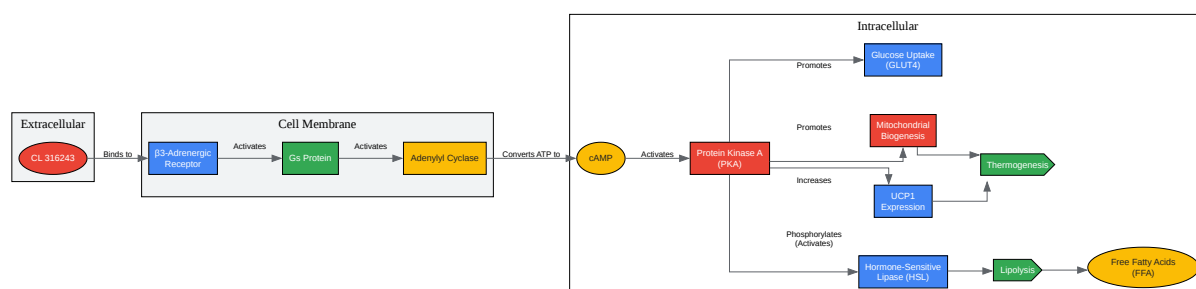 Intracellular
Glucose Uptake
(GLUT4)
Promotes
Extracellular
Cell Membrane
Promotes
Mitochondrial
Biogenesis
CL 316243
Binds to
β3-Adrenergic
Receptor
Activates
Gs Protein
Activates
Adenylyl Cyclase
Converts ATP to
cAMP
Activates
Protein Kinase A
(PKA)
Thermogenesis
Increases
UCP1
Expression
Phosphorylates
(Activates)
Hormone-Sensitive
Lipase (HSL)
Lipolysis
Free Fatty Acids
(FFA)